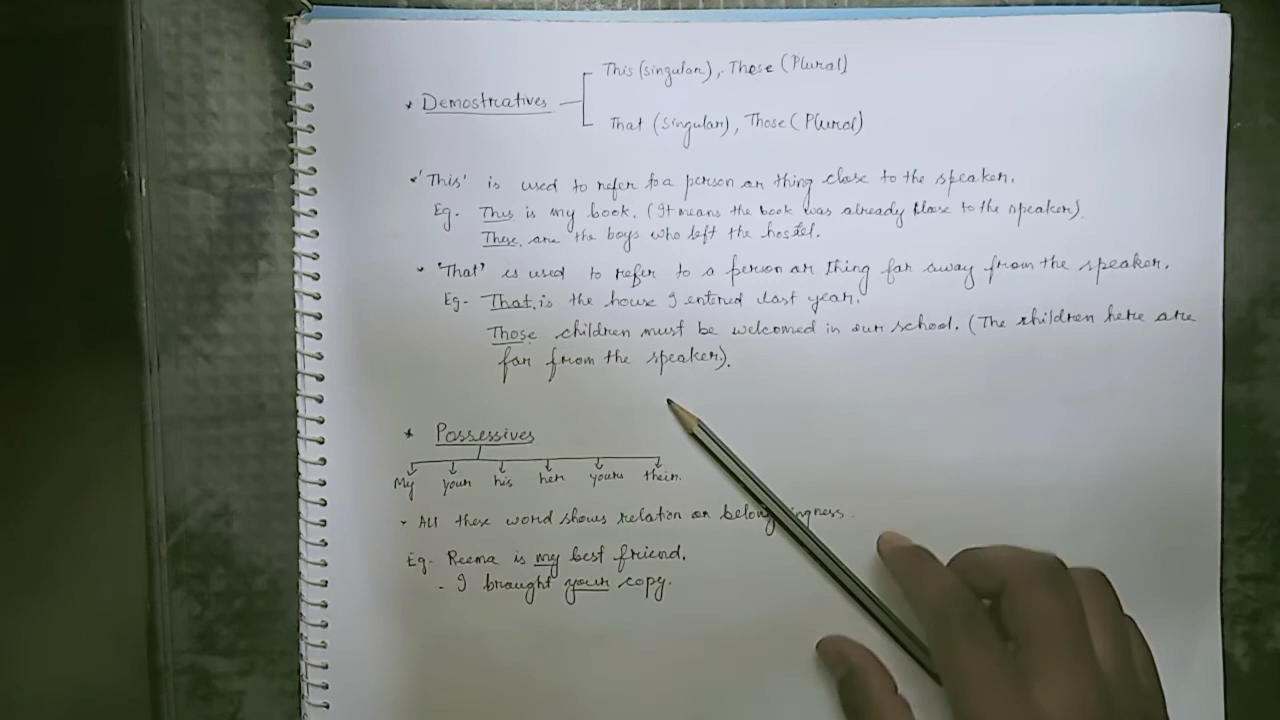 This (singular), These (Plural)
* Demostratives
That (Singular), Those (Plural)
• 'This' is used to refer to a person or thing close to the speaker.
Eg. This is my book. (It means the book was already close to the speaker).
These are the boys who left the hostel.
• 'That' is used to refer to a person or thing far away from the speaker.
Eg- That is the house I entered last year.
Those children must be welcomed in our school. (The children here are
far from the speaker.).
* Possessives
My your his her yours their.
• All these word shows relation or belongingness.
Eg- Reema is my best friend.
- I brought your copy.